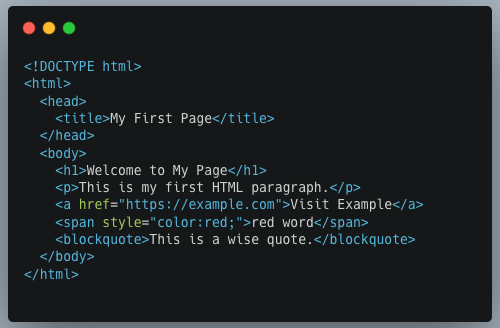 <!DOCTYPE html>
<html>
  <head>
    <title>My First Page</title>
  </head>
  <body>
    <h1>Welcome to My Page</h1>
    <p>This is my first HTML paragraph.</p>
    <a href="https://example.com">Visit Example</a>
    <span style="color:red;">red word</span>
    <blockquote>This is a wise quote.</blockquote>
  </body>
</html>